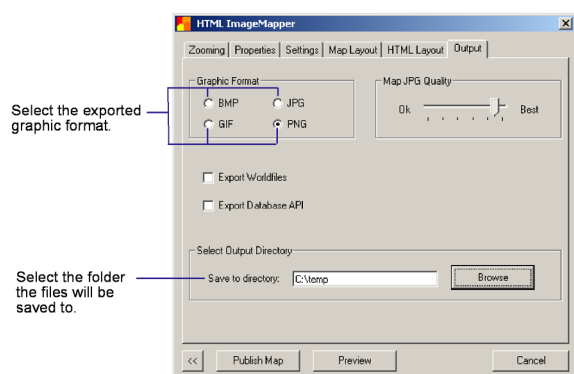 HTML ImageMapper
Zooming Properties Settings Map Layout HTML Layout Output
Graphic Format
Map JPG Quality
Select the exported
graphic format.
BMP JPG
GIF PNG
Ok Best
Export Worldfiles
Export Database API
Select Output Directory
Select the folder
the files will be
saved to.
Save to directory: C:\temp Browse
<< Publish Map Preview Cancel